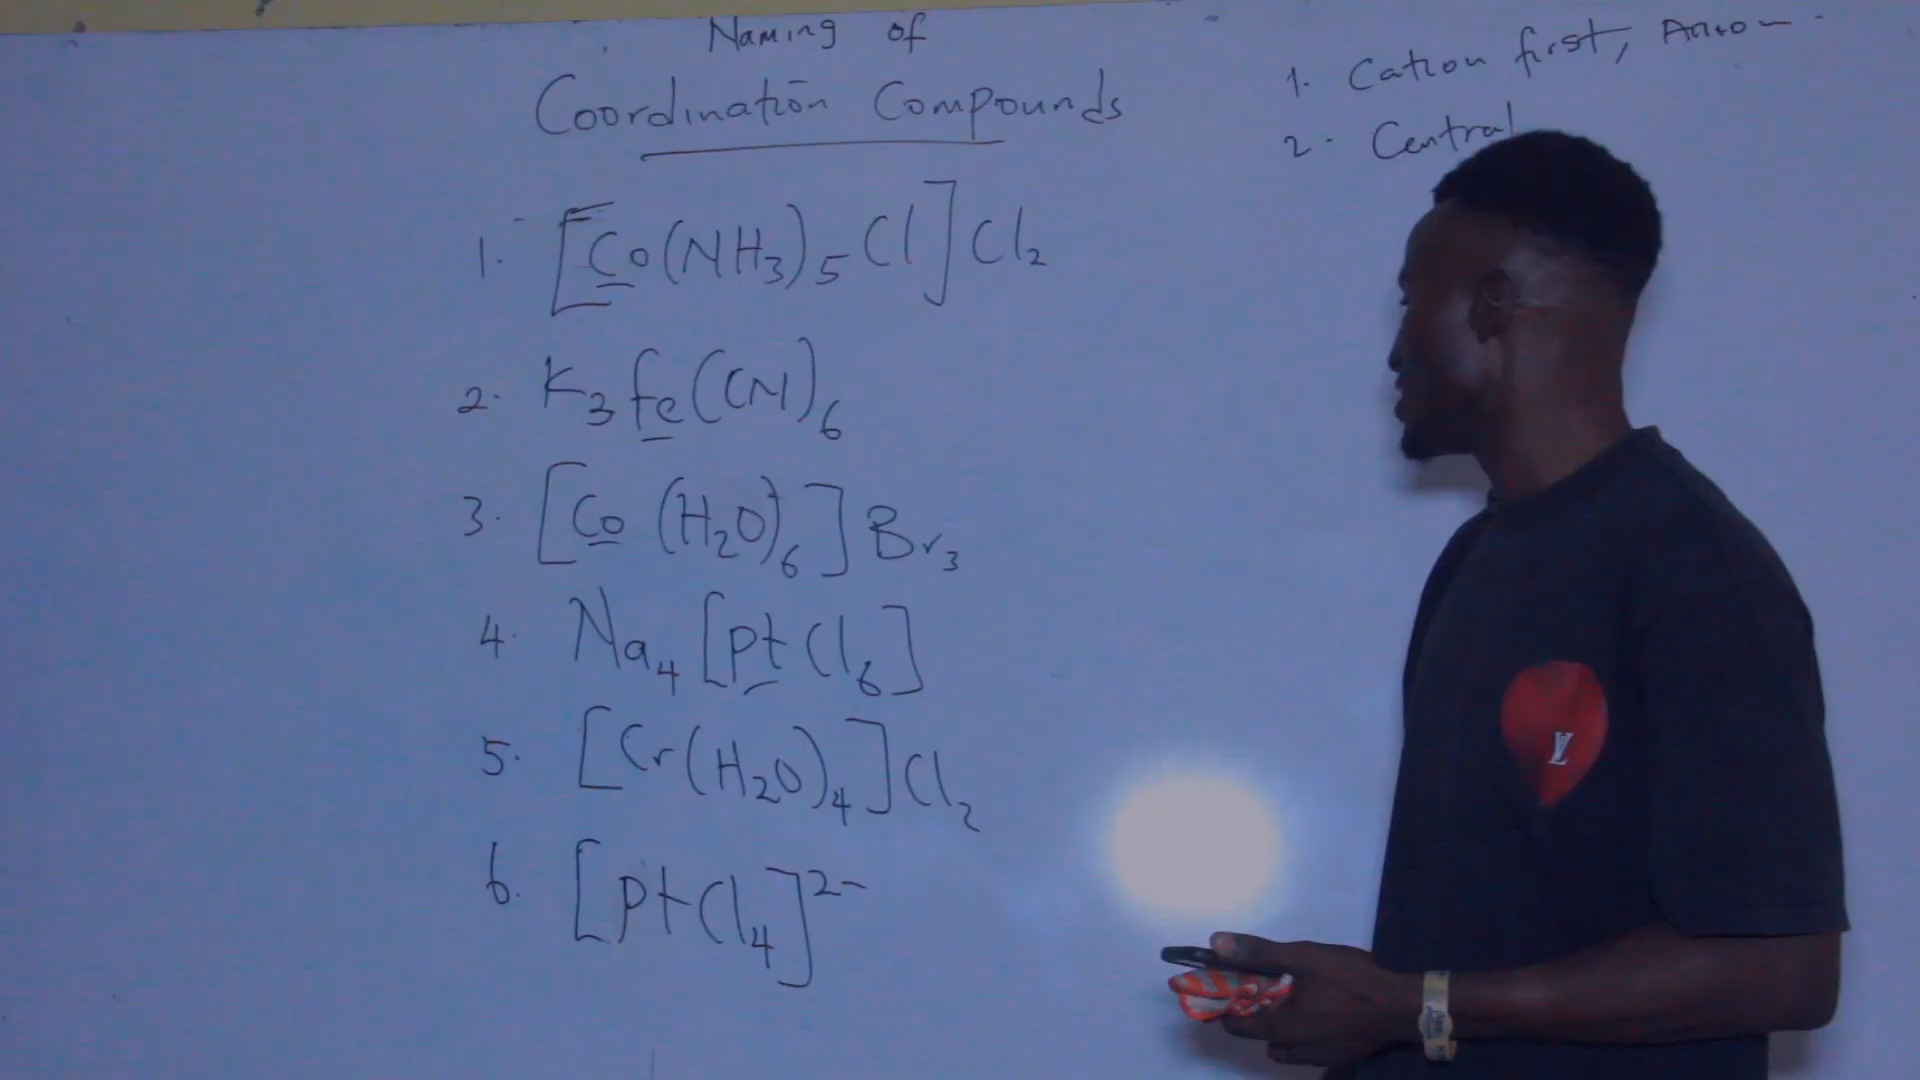 Naming of
Coordination Compounds
1. [Co(NH3)5Cl]Cl2
2. K3Fe(CN)6
3. [Co(H2O)6]Br3
4. Na4[PtCl6]
5. [Cr(H2O)4]Cl2
6. [PtCl4]2-
1. Cation first, Anion
2. Central
LV